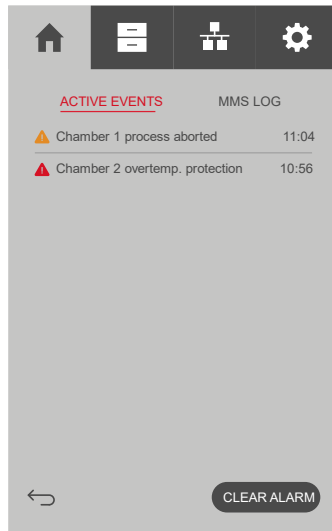 ACTIVE EVENTS MMS LOG
Chamber 1 process aborted 11:04
Chamber 2 overtemp. protection 10:56
CLEAR ALARM